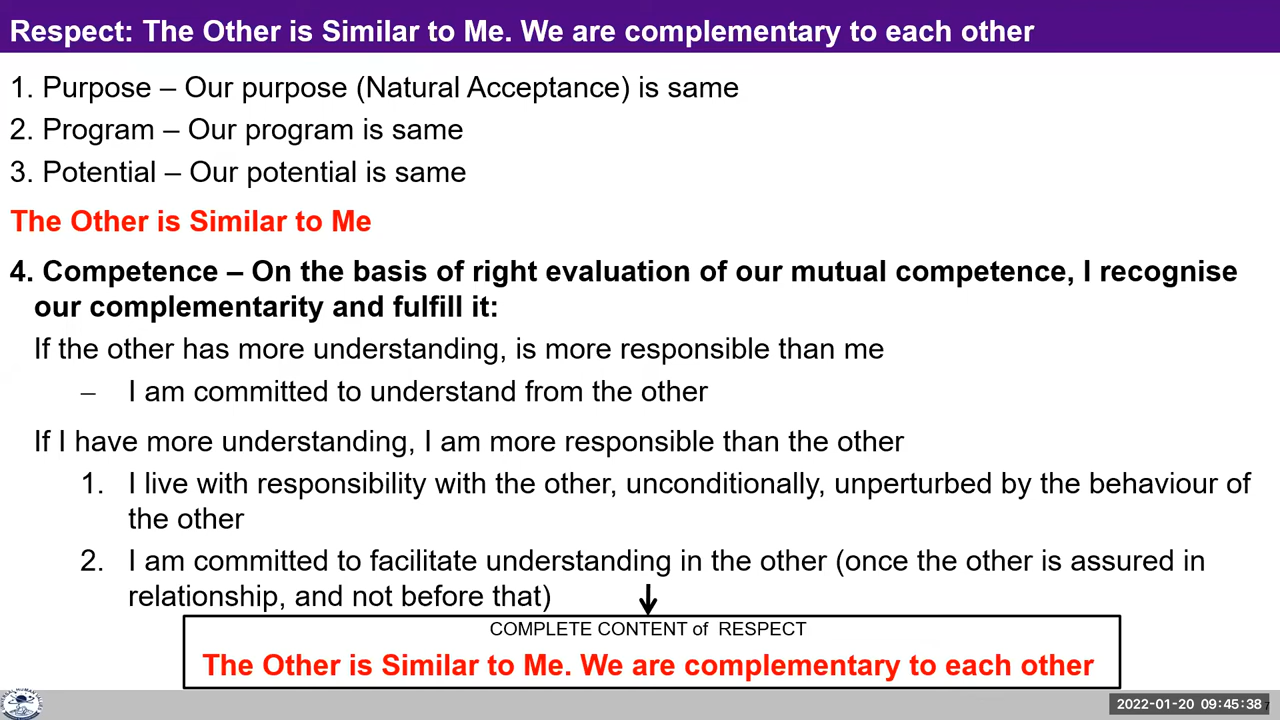 Respect: The Other is Similar to Me. We are complementary to each other
1. Purpose – Our purpose (Natural Acceptance) is same
2. Program – Our program is same
3. Potential – Our potential is same
The Other is Similar to Me
4. Competence – On the basis of right evaluation of our mutual competence, I recognise
our complementarity and fulfill it:
If the other has more understanding, is more responsible than me
– I am committed to understand from the other
If I have more understanding, I am more responsible than the other
1. I live with responsibility with the other, unconditionally, unperturbed by the behaviour of
the other
2. I am committed to facilitate understanding in the other (once the other is assured in
relationship, and not before that)
COMPLETE CONTENT of RESPECT
The Other is Similar to Me. We are complementary to each other
2022-01-20 09:45:38
7